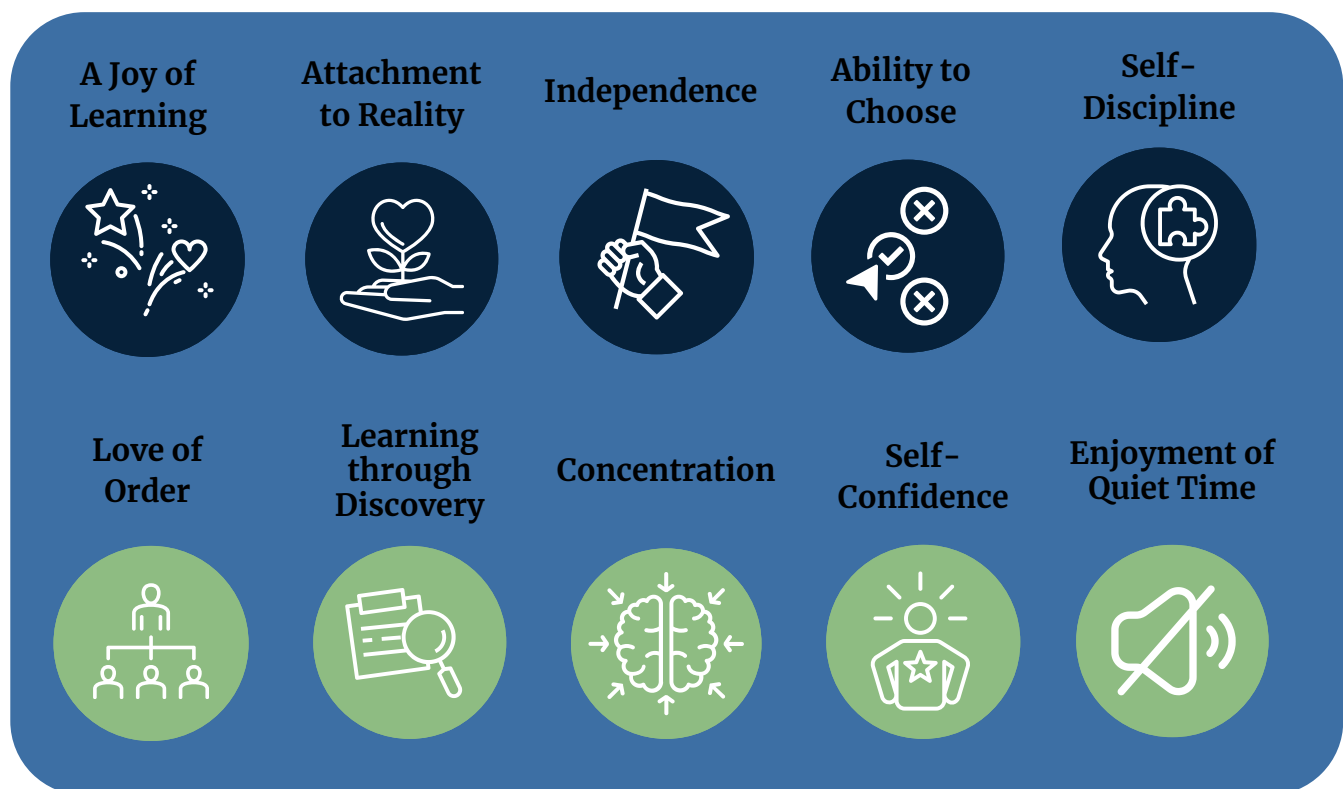 A Joy of
Learning
Attachment
to Reality
Independence
Ability to
Choose
Self-
Discipline
Love of
Order
Learning
through
Discovery
Concentration
Self-
Confidence
Enjoyment of
Quiet Time